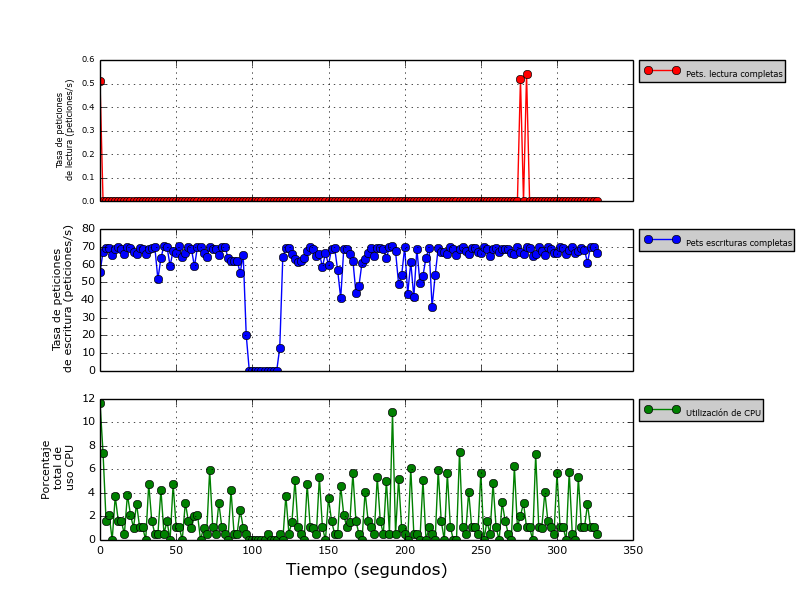 0.6
0.5
0.4
0.3
0.2
0.1
0.0
Tasa de peticiones
de lectura (peticiones/s)
Pets. lectura completas
80
70
60
50
40
30
20
10
0
Tasa de peticiones
de escritura (peticiones/s)
Pets escrituras completas
12
10
8
6
4
2
0
Porcentaje
total de
uso CPU
Utilización de CPU
0 50 100 150 200 250 300 350
Tiempo (segundos)